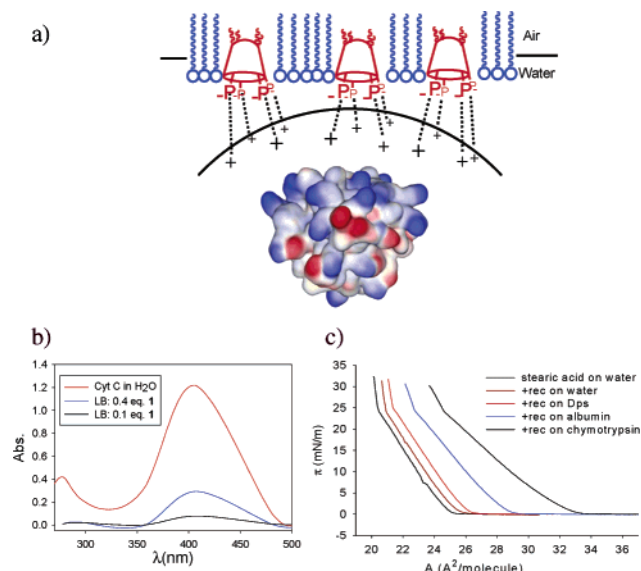 a)
Air
Water
-P -P -P P- -P -P -P P- -P -P -P P-
+ + + + + + + + + + + +
b)
1.4
1.2
1.0
0.8
0.6
0.4
0.2
0.0
Abs.
Cyt C in H₂O
LB: 0.4 eq. 1
LB: 0.1 eq. 1
300 350 400 450 500
λ(nm)
c)
35
30
25
20
15
10
5
0
-5
π (mN/m)
stearic acid on water
+rec on water
+rec on Dps
+rec on albumin
+rec on chymotrypsin
20 22 24 26 28 30 32 34 36
A (A²/molecule)